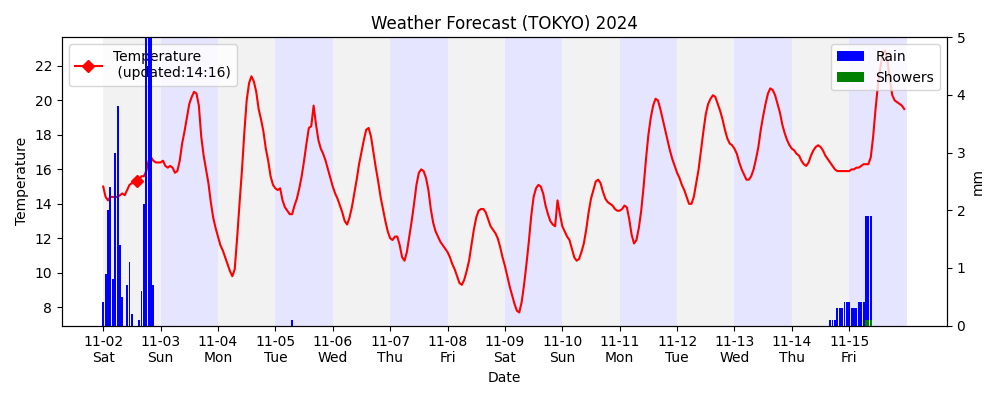 Weather Forecast (TOKYO) 2024
Temperature
(updated:14:16)
Rain
Showers
Temperature
22
20
18
16
14
12
10
8
5
4
3
2
1
0
mm
11-02 11-03 11-04 11-05 11-06 11-07 11-08 11-09 11-10 11-11 11-12 11-13 11-14 11-15
Sat Sun Mon Tue Wed Thu Fri Sat Sun Mon Tue Wed Thu Fri
Date